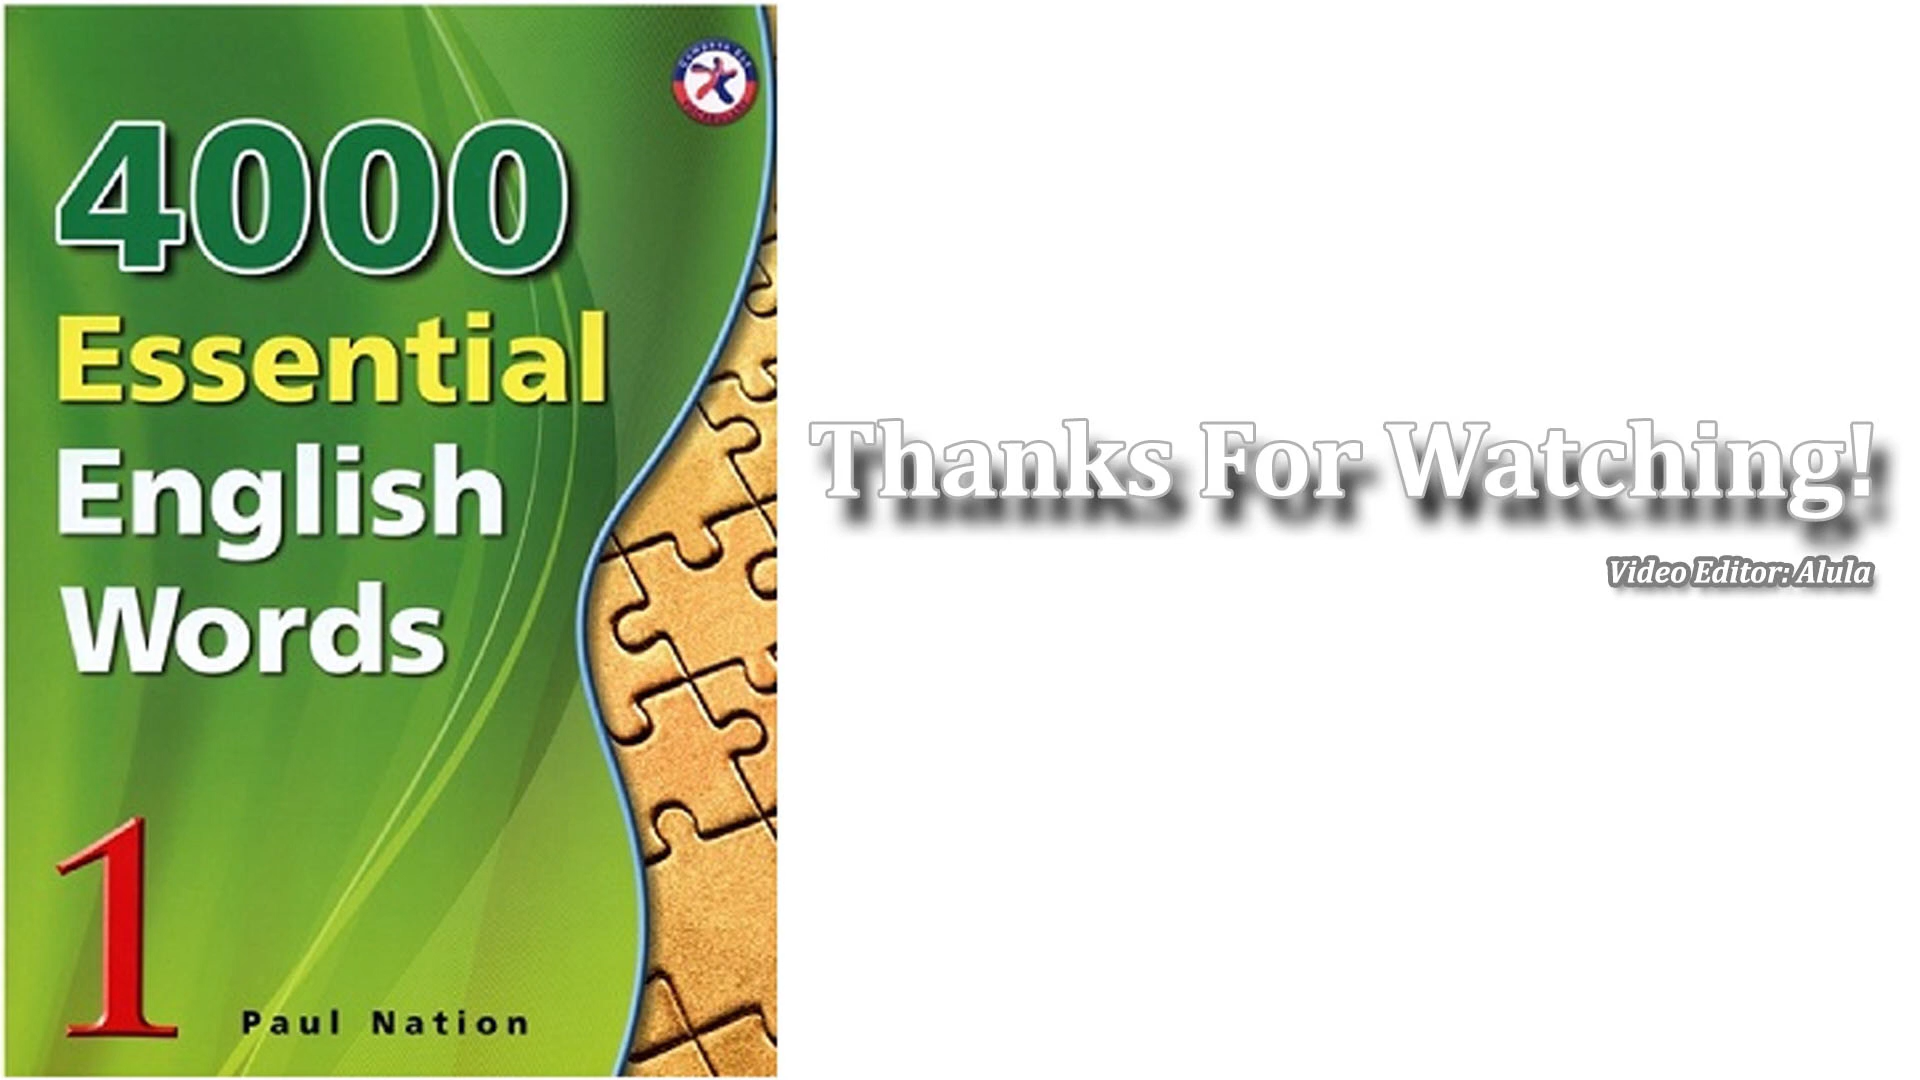 4000
Essential
English
Words
1
Paul Nation
Thanks For Watching!
Video Editor: Alula